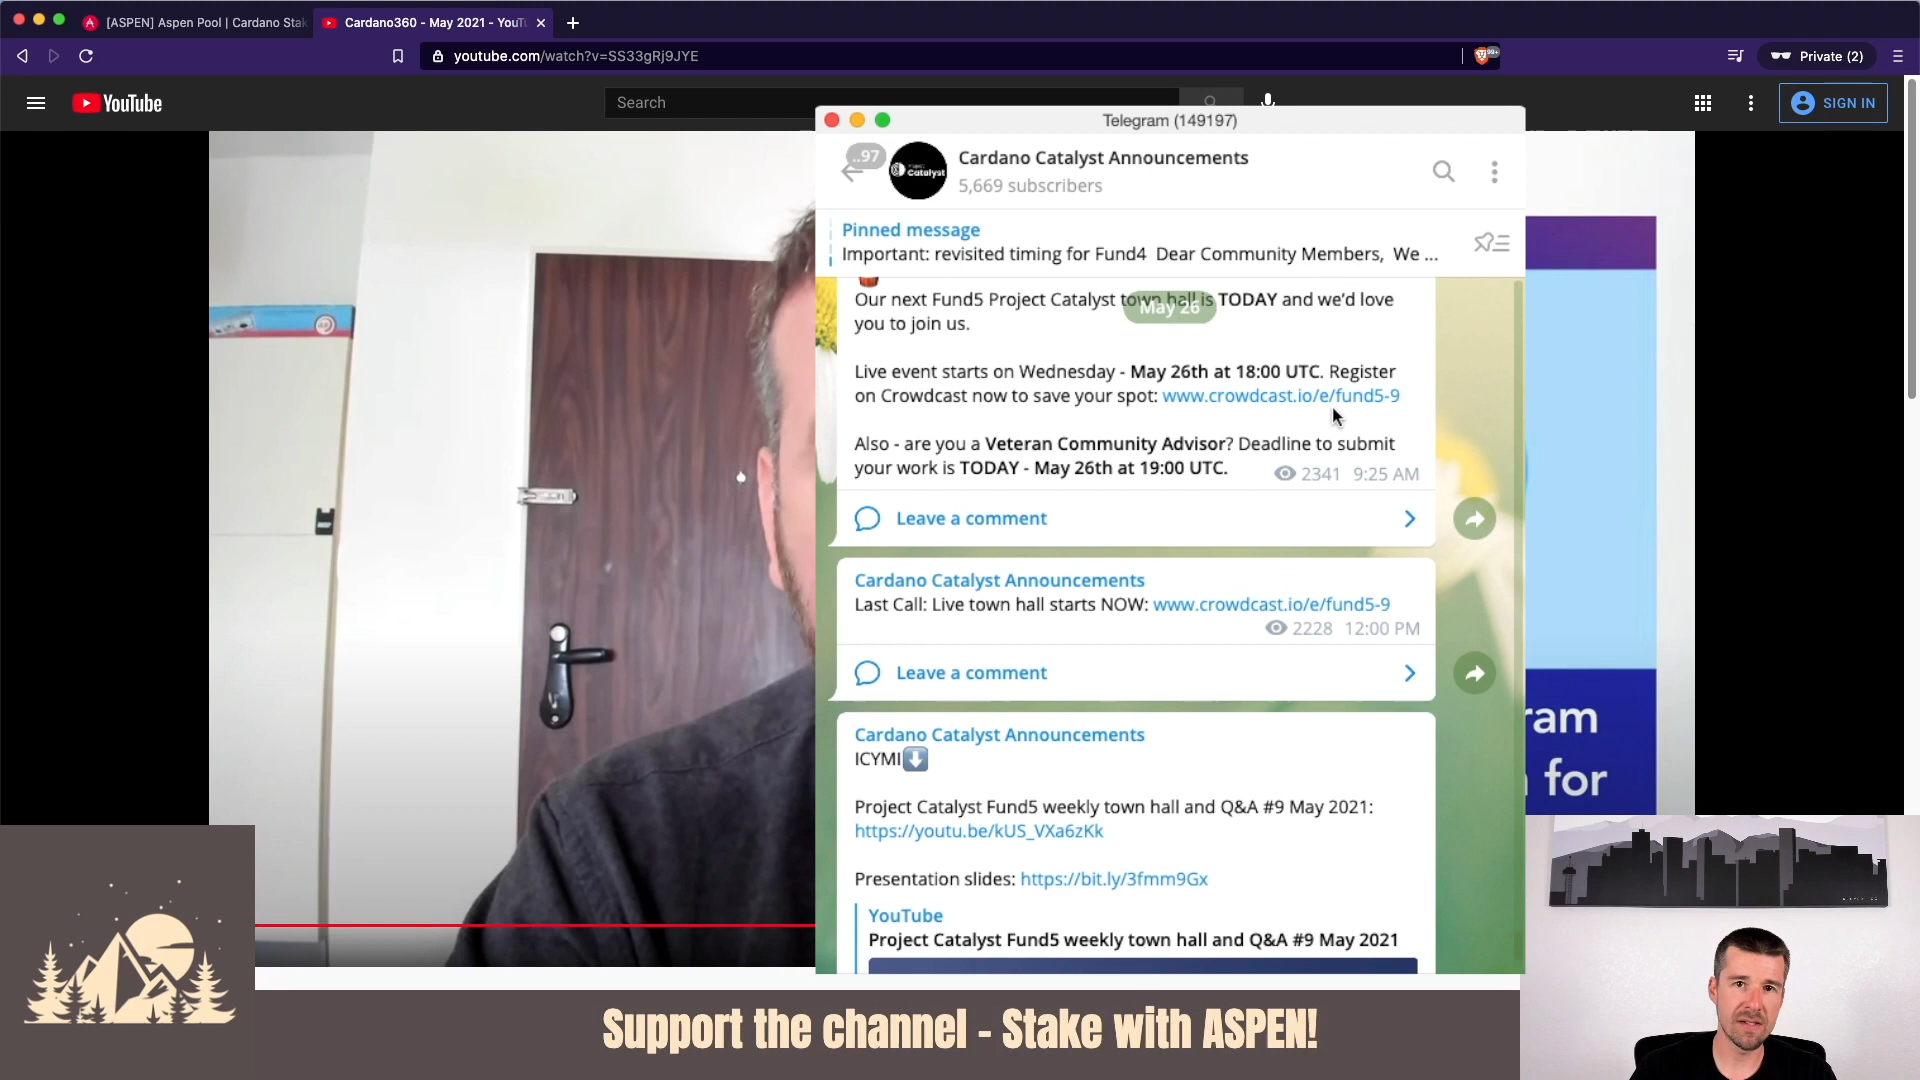 [ASPEN] Aspen Pool | Cardano Stak
Cardano360 - May 2021 - YouT
youtube.com/watch?v=SS33gRj9JYE
99+
Private (2)
YouTube
Search
SIGN IN
Telegram (149197)
..97
Catalyst
Cardano Catalyst Announcements
5,669 subscribers
Pinned message
Important: revisited timing for Fund4 Dear Community Members, We ...
Our next Fund5 Project Catalyst town hall is TODAY and we'd love
May 26
you to join us.
Live event starts on Wednesday - May 26th at 18:00 UTC. Register
on Crowdcast now to save your spot: www.crowdcast.io/e/fund5-9
Also - are you a Veteran Community Advisor? Deadline to submit
your work is TODAY - May 26th at 19:00 UTC.
2341 9:25 AM
Leave a comment
Cardano Catalyst Announcements
Last Call: Live town hall starts NOW: www.crowdcast.io/e/fund5-9
2228 12:00 PM
Leave a comment
Cardano Catalyst Announcements
ICYMI
Project Catalyst Fund5 weekly town hall and Q&A #9 May 2021:
https://youtu.be/kUS_VXa6zKk
Presentation slides: https://bit.ly/3fmm9Gx
YouTube
Project Catalyst Fund5 weekly town hall and Q&A #9 May 2021
ram
for
Support the channel - Stake with ASPEN!